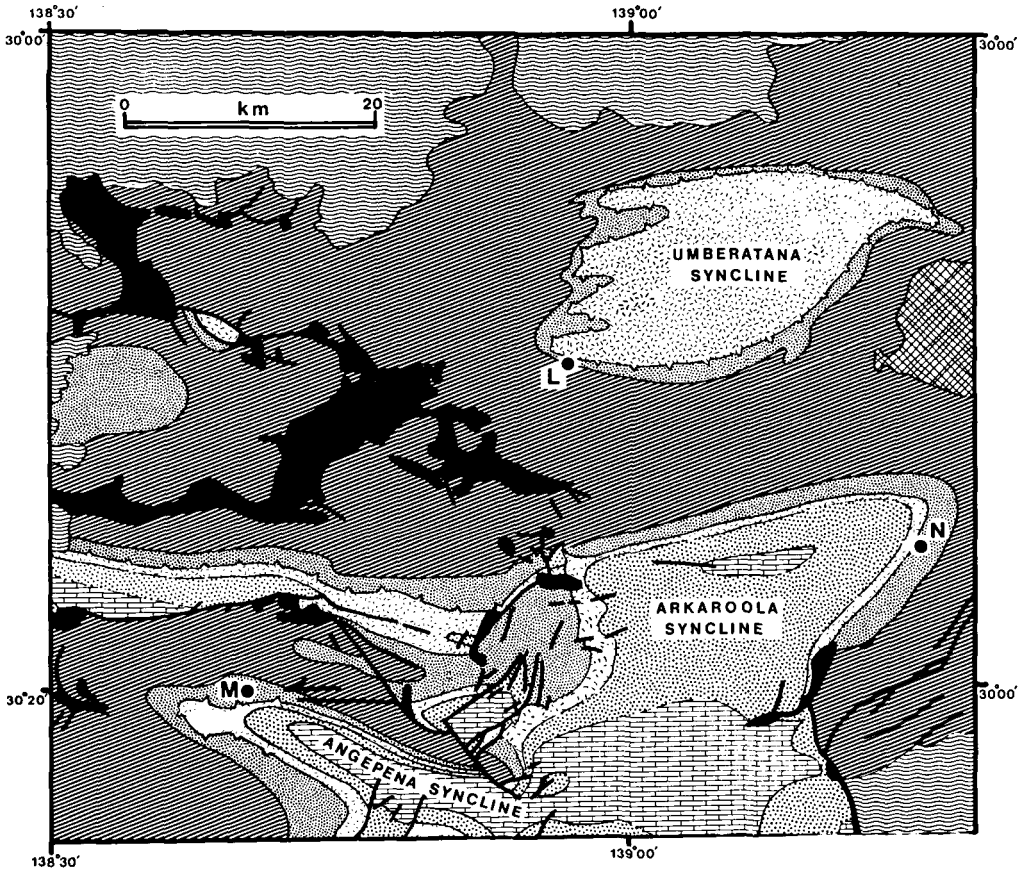 138°30' 139°00'
30°00' 30°00'
0 km 20
UMBERATANA
SYNCLINE
L
N
ARKAROOLA
SYNCLINE
30°20' 30°00'
M
ANGEPENA SYNCLINE
138°30' 139°00'